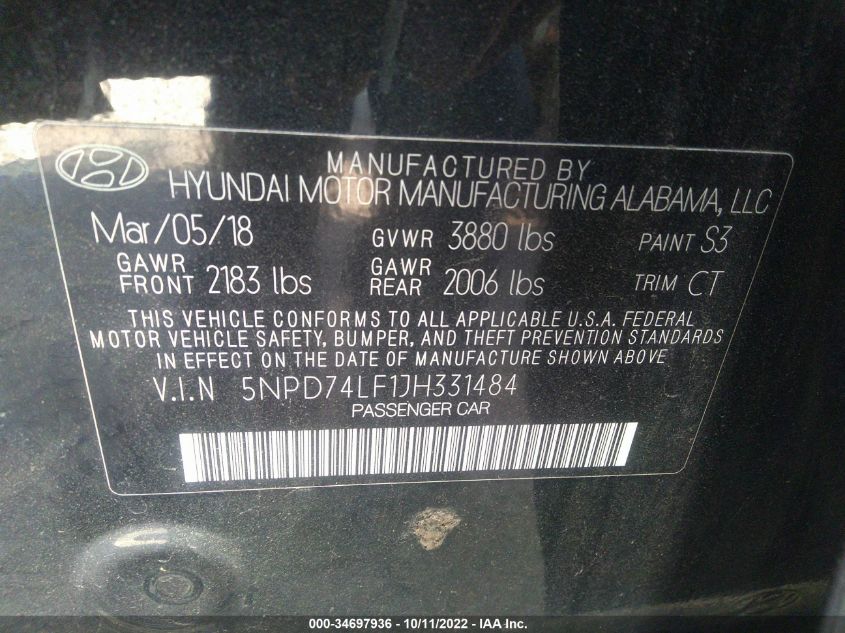 MANUFACTURED BY
HYUNDAI MOTOR MANUFACTURING ALABAMA, LLC
Mar/05/18 GVWR 3880 lbs PAINT S3
GAWR FRONT 2183 lbs GAWR REAR 2006 lbs TRIM CT
THIS VEHICLE CONFORMS TO ALL APPLICABLE U.S.A. FEDERAL
MOTOR VEHICLE SAFETY, BUMPER, AND THEFT PREVENTION STANDARDS
IN EFFECT ON THE DATE OF MANUFACTURE SHOWN ABOVE
V.I.N 5NPD74LF1JH331484
PASSENGER CAR
000-34697936 - 10/11/2022 - IAA Inc.